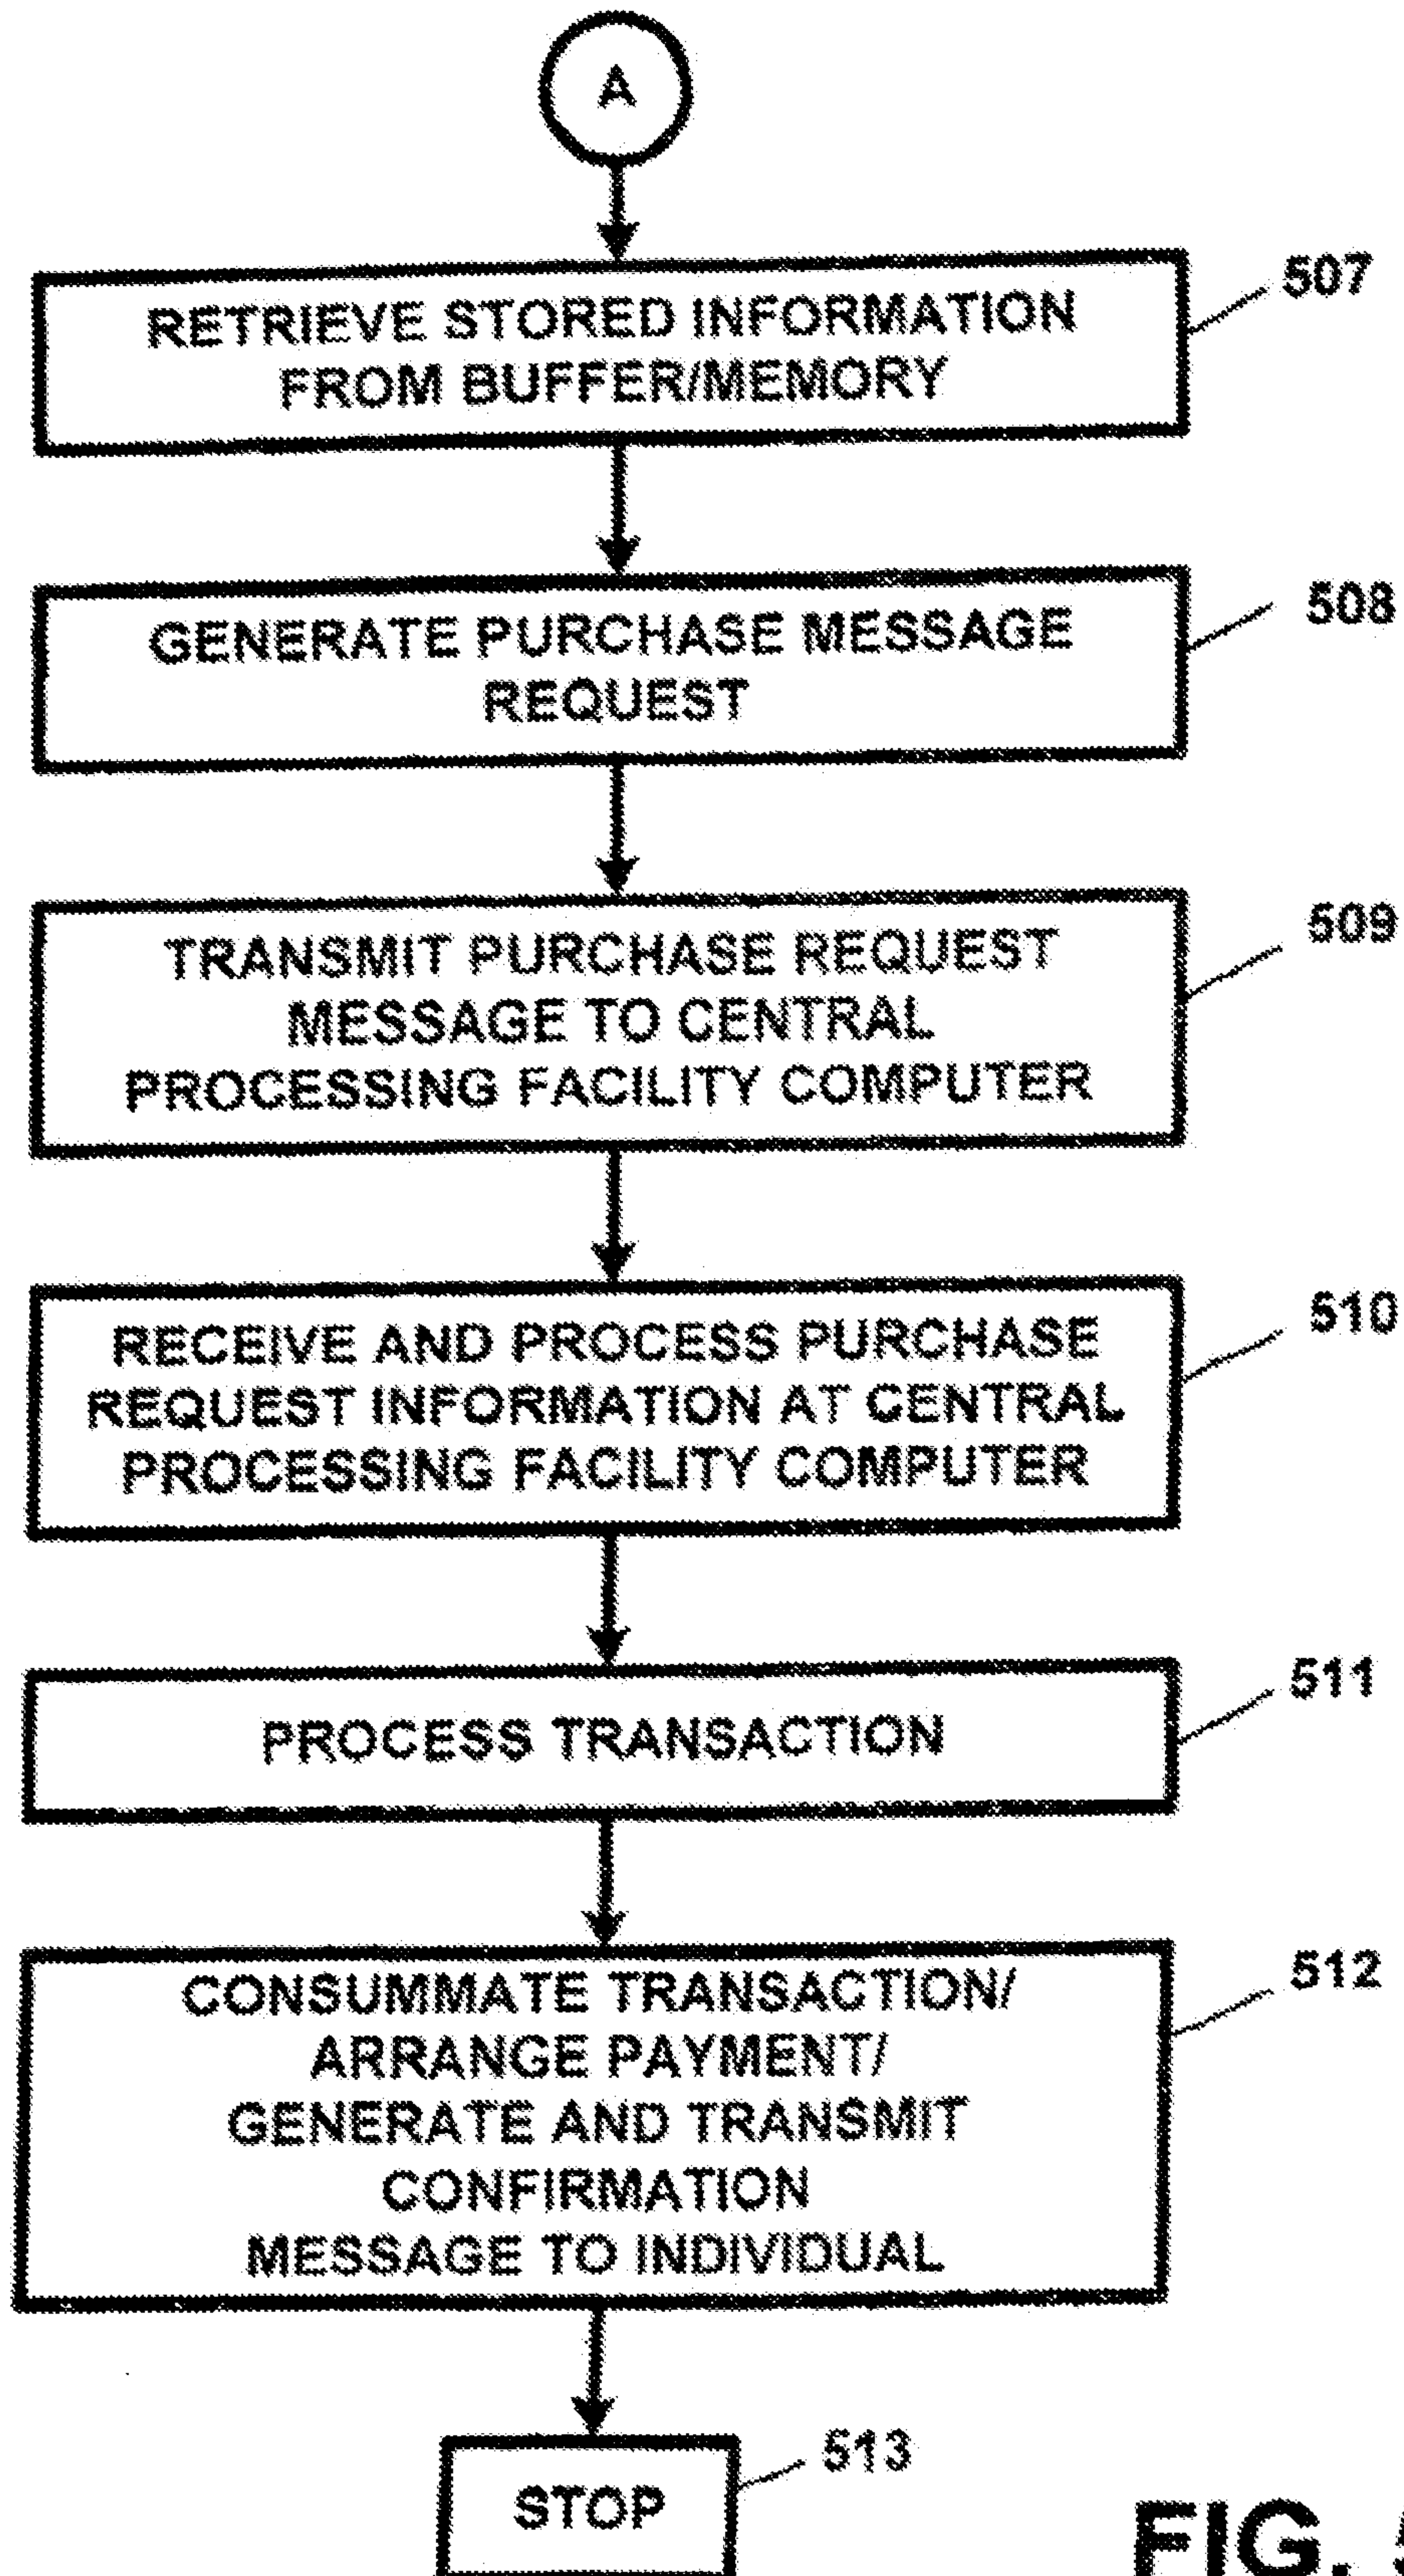 A
507
RETRIEVE STORED INFORMATION
FROM BUFFER/MEMORY
508
GENERATE PURCHASE MESSAGE
REQUEST
509
TRANSMIT PURCHASE REQUEST
MESSAGE TO CENTRAL
PROCESSING FACILITY COMPUTER
510
RECEIVE AND PROCESS PURCHASE
REQUEST INFORMATION AT CENTRAL
PROCESSING FACILITY COMPUTER
511
PROCESS TRANSACTION
512
CONSUMMATE TRANSACTION/
ARRANGE PAYMENT/
GENERATE AND TRANSMIT
CONFIRMATION
MESSAGE TO INDIVIDUAL
513
STOP
FIG.